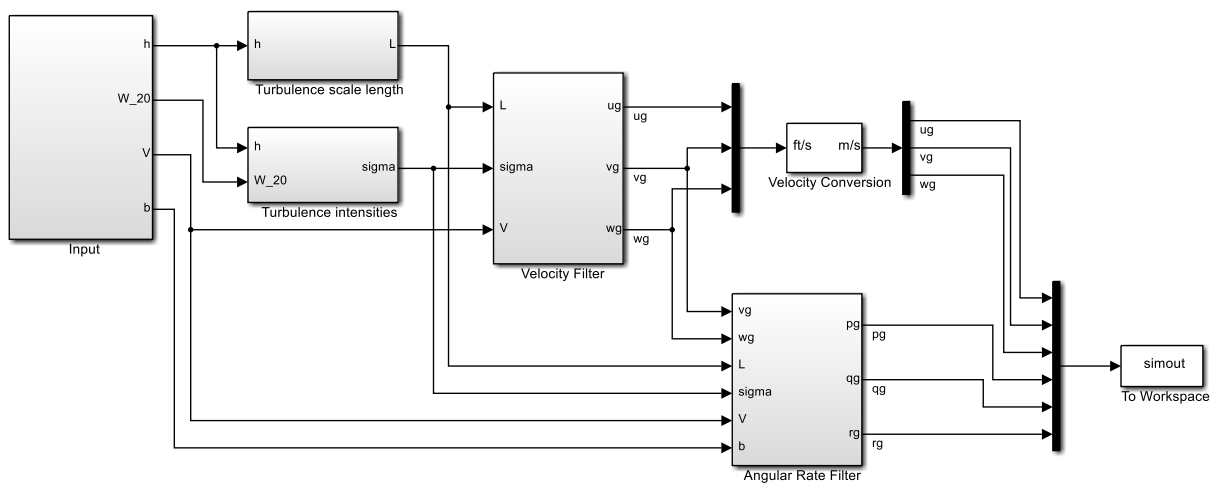 h
W_20
V
b
Input
h
L
Turbulence scale length
h
W_20
sigma
Turbulence intensities
L
sigma
V
ug
vg
wg
ug
vg
wg
Velocity Filter
ft/s
m/s
Velocity Conversion
ug
vg
wg
vg
wg
L
sigma
V
b
pg
qg
rg
pg
qg
rg
Angular Rate Filter
simout
To Workspace